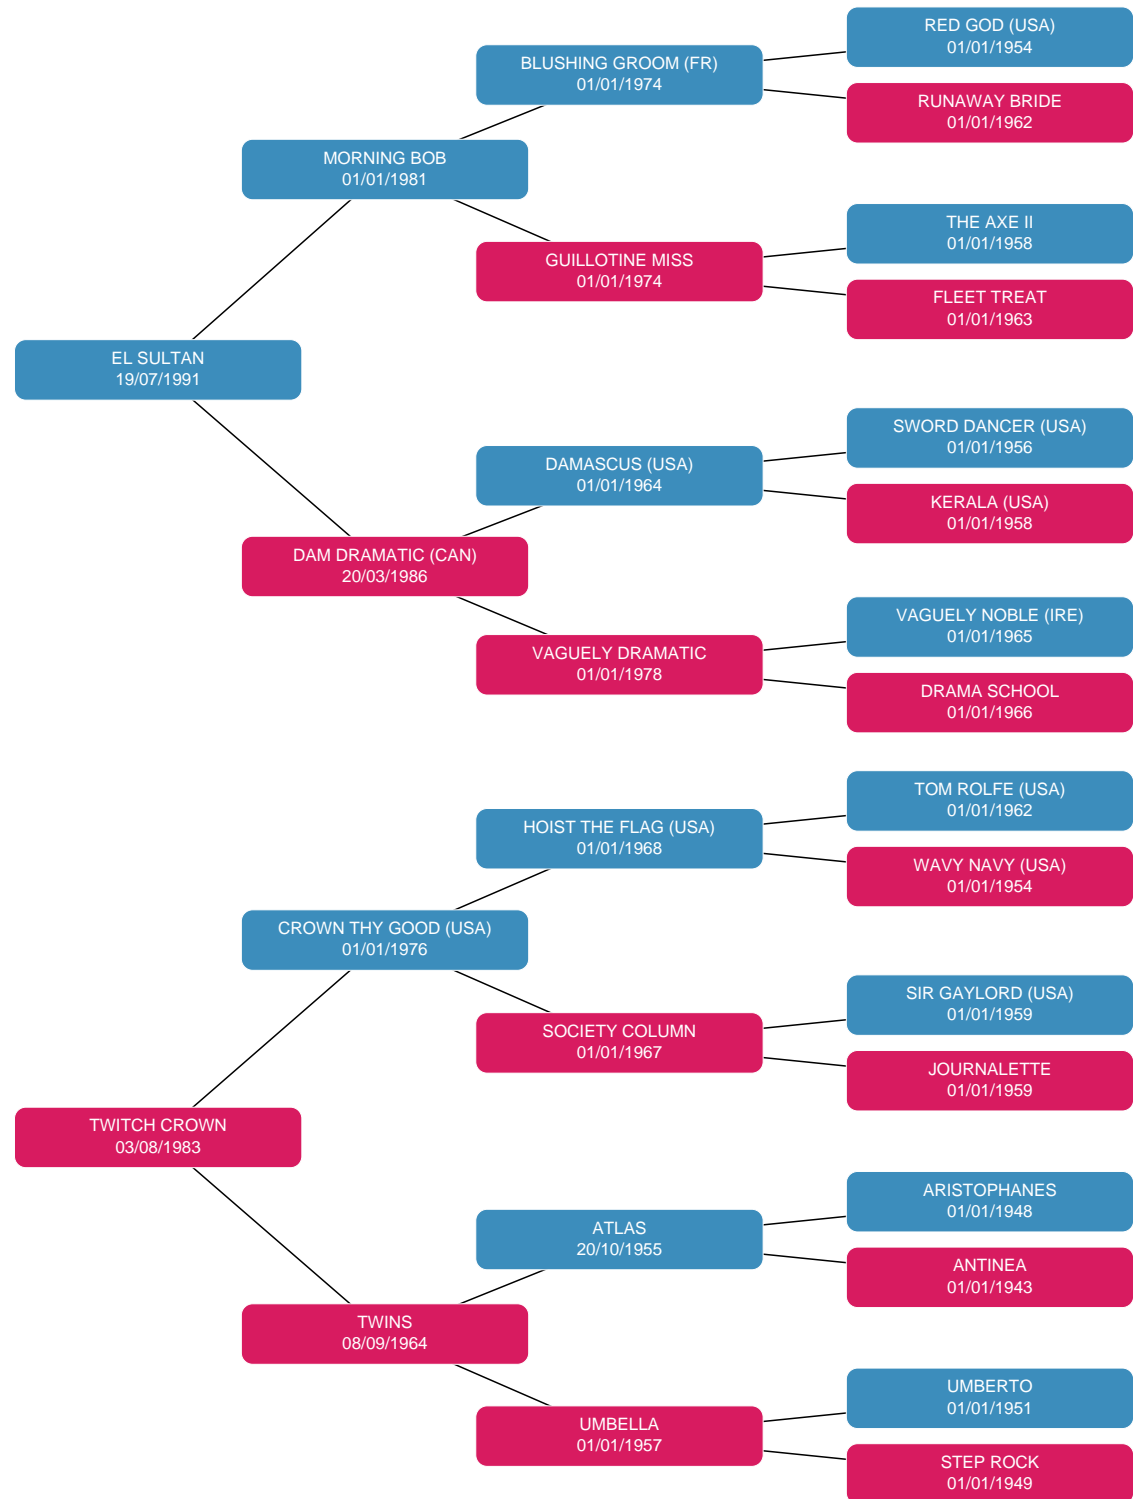 RED GOD (USA)
01/01/1954
BLUSHING GROOM (FR)
01/01/1974
RUNAWAY BRIDE
01/01/1962
MORNING BOB
01/01/1981
THE AXE II
01/01/1958
GUILLOTINE MISS
01/01/1974
FLEET TREAT
01/01/1963
EL SULTAN
19/07/1991
SWORD DANCER (USA)
01/01/1956
DAMASCUS (USA)
01/01/1964
KERALA (USA)
01/01/1958
DAM DRAMATIC (CAN)
20/03/1986
VAGUELY NOBLE (IRE)
01/01/1965
VAGUELY DRAMATIC
01/01/1978
DRAMA SCHOOL
01/01/1966
TOM ROLFE (USA)
01/01/1962
HOIST THE FLAG (USA)
01/01/1968
WAVY NAVY (USA)
01/01/1954
CROWN THY GOOD (USA)
01/01/1976
SIR GAYLORD (USA)
01/01/1959
SOCIETY COLUMN
01/01/1967
JOURNALETTE
01/01/1959
TWITCH CROWN
03/08/1983
ARISTOPHANES
01/01/1948
ATLAS
20/10/1955
ANTINEA
01/01/1943
TWINS
08/09/1964
UMBERTO
01/01/1951
UMBELLA
01/01/1957
STEP ROCK
01/01/1949